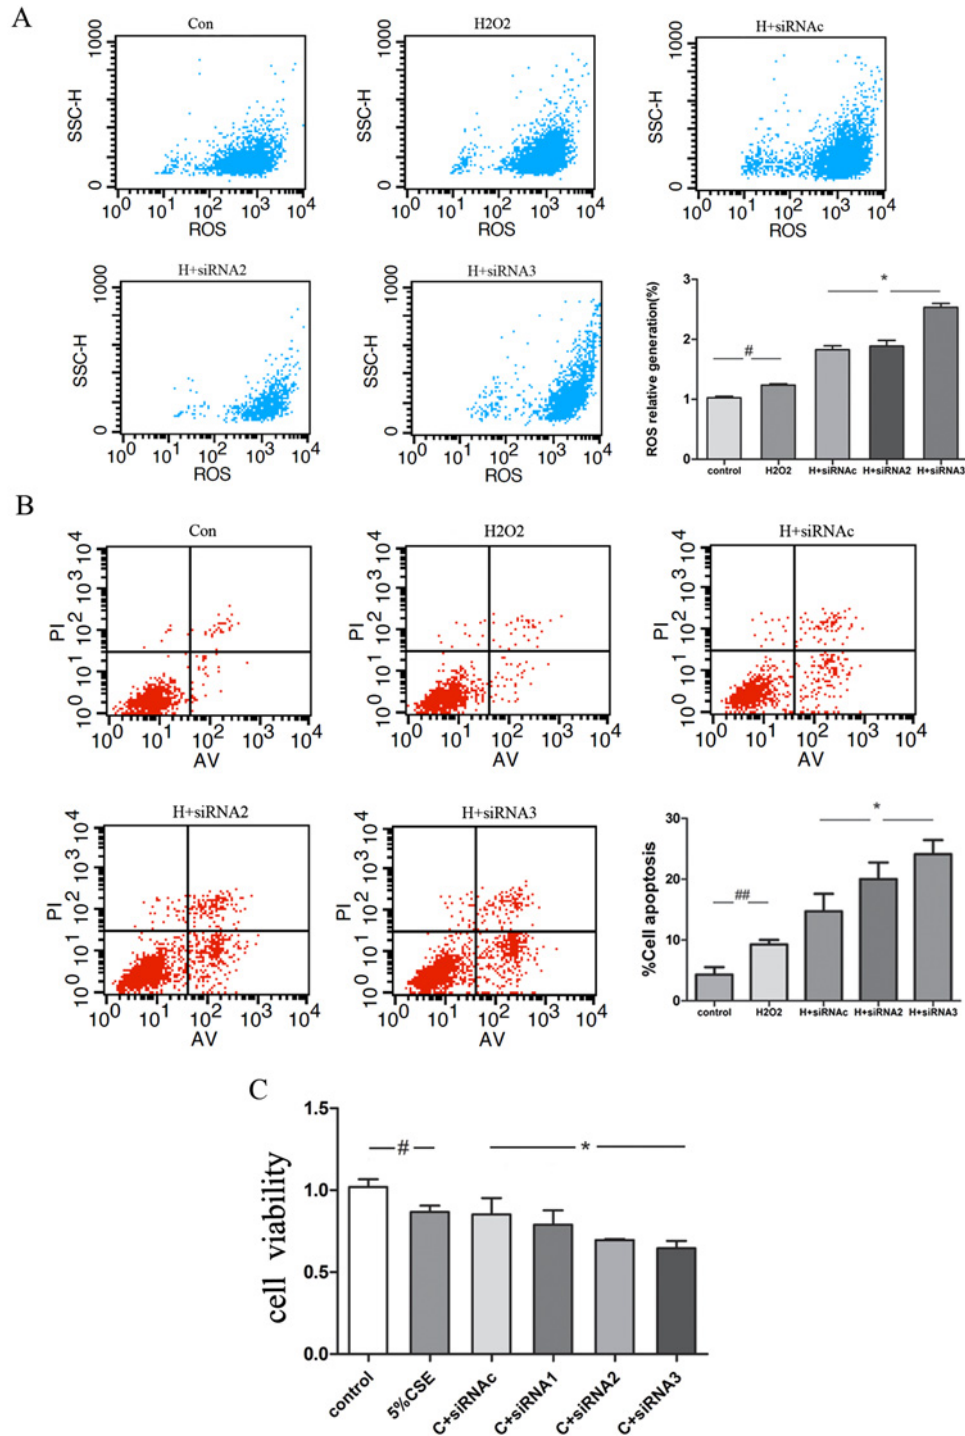 A
Con
H2O2
H+siRNAc
1000
SSC-H
0
10^0 10^1 10^2 10^3 10^4
ROS
1000
SSC-H
0
10^0 10^1 10^2 10^3 10^4
ROS
1000
SSC-H
0
10^0 10^1 10^2 10^3 10^4
ROS
H+siRNA2
H+siRNA3
1000
SSC-H
0
10^0 10^1 10^2 10^3 10^4
ROS
1000
SSC-H
0
10^0 10^1 10^2 10^3 10^4
ROS
ROS relative generation(%)
3
2
1
0
#
*
control H2O2 H+siRNAc H+siRNA2 H+siRNA3
B
Con
H2O2
H+siRNAc
PI
10^0 10^1 10^2 10^3 10^4
10^0 10^1 10^2 10^3 10^4
AV
PI
10^0 10^1 10^2 10^3 10^4
10^0 10^1 10^2 10^3 10^4
AV
PI
10^0 10^1 10^2 10^3 10^4
10^0 10^1 10^2 10^3 10^4
AV
H+siRNA2
H+siRNA3
PI
10^0 10^1 10^2 10^3 10^4
10^0 10^1 10^2 10^3 10^4
AV
PI
10^0 10^1 10^2 10^3 10^4
10^0 10^1 10^2 10^3 10^4
AV
%Cell apoptosis
30
20
10
0
##
*
control H2O2 H+siRNAc H+siRNA2 H+siRNA3
C
cell viability
1.5
1.0
0.5
0.0
#
*
control 5%CSE C+siRNAc C+siRNA1 C+siRNA2 C+siRNA3